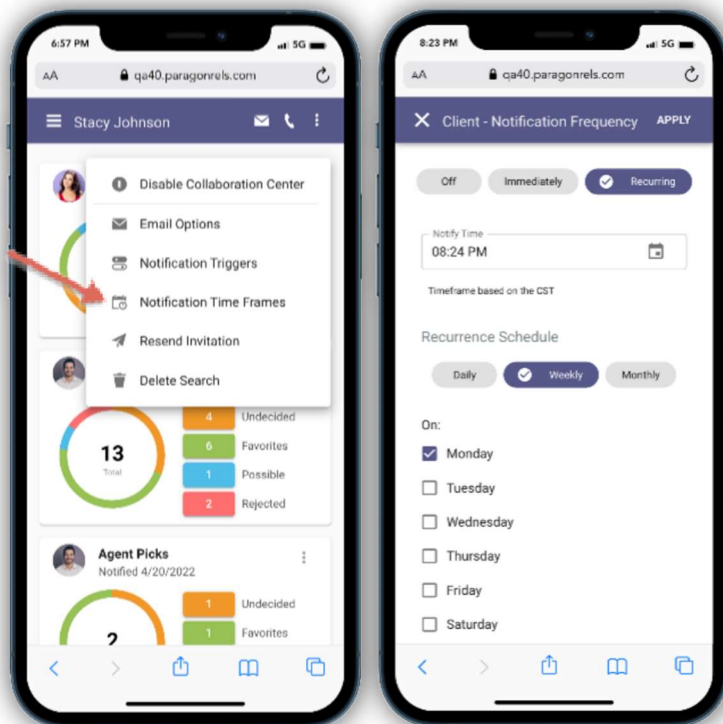 6:57 PM
5G
AA
qa40.paragonrels.com
Stacy Johnson
Disable Collaboration Center
Email Options
Notification Triggers
Notification Time Frames
Resend Invitation
Delete Search
13
Total
4 Undecided
6 Favorites
1 Possible
2 Rejected
Agent Picks
Notified 4/20/2022
1 Undecided
2
1 Favorites
8:23 PM
5G
AA
qa40.paragonrels.com
Client - Notification Frequency APPLY
Off Immediately Recurring
Notify Time
08:24 PM
Timeframe based on the CST
Recurrence Schedule
Daily Weekly Monthly
On:
Monday
Tuesday
Wednesday
Thursday
Friday
Saturday